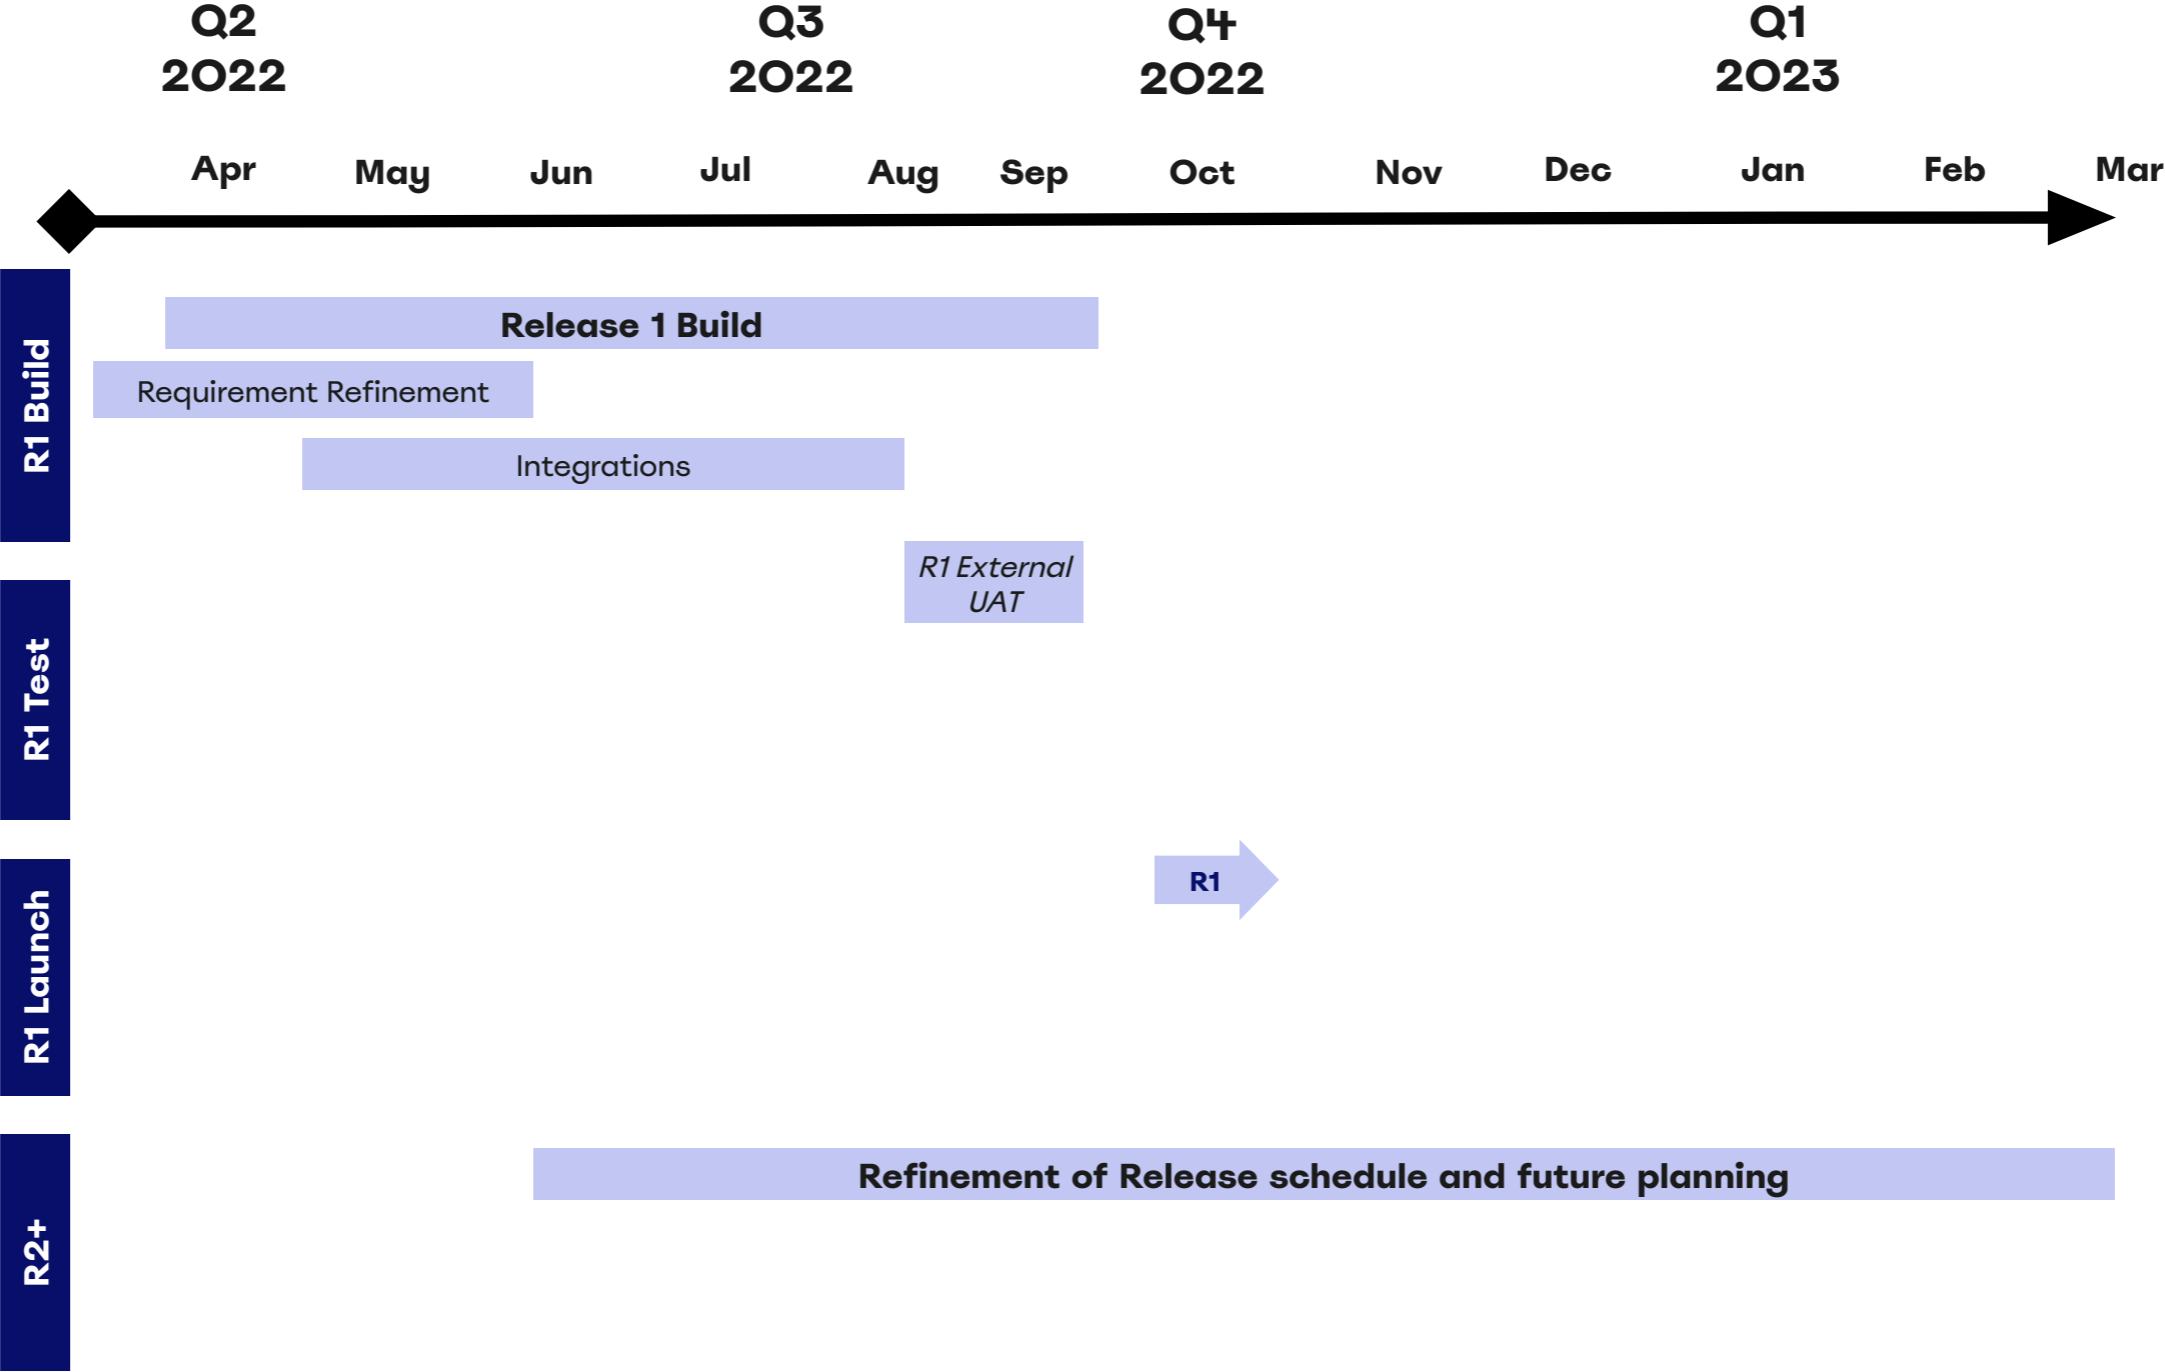 Q2
2022
Q3
2022
Q4
2022
Q1
2023
Apr
May
Jun
Jul
Aug
Sep
Oct
Nov
Dec
Jan
Feb
Mar
R1 Build
Release 1 Build
Requirement Refinement
Integrations
R1 Test
R1 External
UAT
R1 Launch
R1
R2+
Refinement of Release schedule and future planning